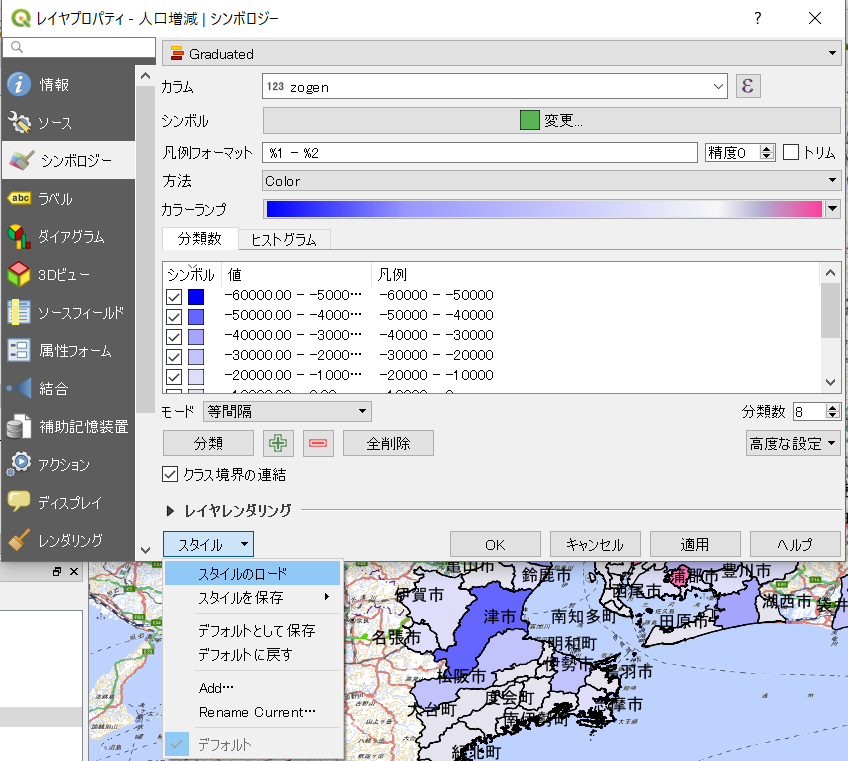 レイヤプロパティ - 人口増減 | シンボロジー
?
Graduated
情報
ソース
シンボロジー
abc ラベル
ダイアグラム
3Dビュー
ソースフィールド
属性フォーム
結合
補助記憶装置
アクション
ディスプレイ
レンダリング
カラム
123 zogen
ε
シンボル
変更...
凡例フォーマット
%1 - %2
精度0
トリム
方法
Color
カラーランプ
分類数
ヒストグラム
シンボル 値 凡例
-60000.00 - -5000… -60000 - -50000
-50000.00 - -4000… -50000 - -40000
-40000.00 - -3000… -40000 - -30000
-30000.00 - -2000… -30000 - -20000
-20000.00 - -1000… -20000 - -10000
モード 等間隔
分類数 8
分類
全削除
高度な設定
クラス境界の連結
レイヤレンダリング
スタイル
OK
キャンセル
適用
ヘルプ
スタイルのロード
スタイルを保存
デフォルトとして保存
デフォルトに戻す
Add…
Rename Current…
デフォルト
亀山市
鈴鹿市
伊賀市
津市
名張市
松阪市
南知多町
明和町
伊勢市
鳥羽市
志摩市
度会町
大台町
南伊勢町
紀北町
西尾市
蒲郡市
豊川市
田原市
湖西市
袋井